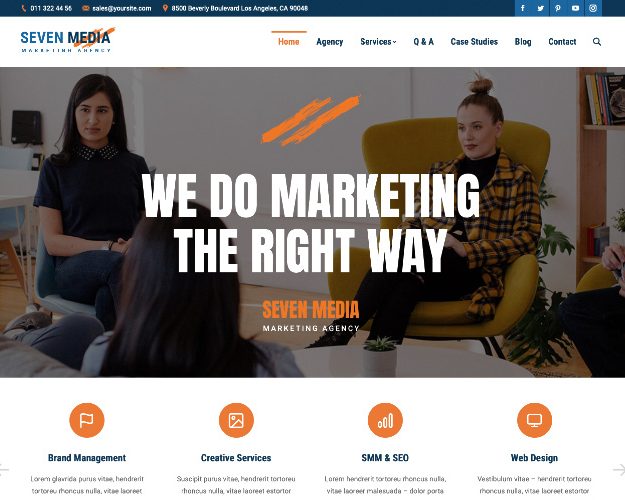 011 322 44 56 sales@yoursite.com 8500 Beverly Boulevard Los Angeles, CA 90048
SEVEN MEDIA
MARKETING AGENCY
Home Agency Services Q & A Case Studies Blog Contact
WE DO MARKETING
THE RIGHT WAY
SEVEN MEDIA
MARKETING AGENCY
Brand Management Creative Services SMM & SEO Web Design
Lorem glavrida purus vitae, hendrerit Suscipit purus vitae, hendrerit tortoreu Lorem hendrerit rhoncus nulla, Vestibulum vitae – hendrerit tortoreu
tortoreu rhoncus nulla, vitae laoreet rhoncus nulla, vitae laoreet estortor vitae laoreet malesuada – dolor porta rhoncus nulla, vitae laoreet estortor